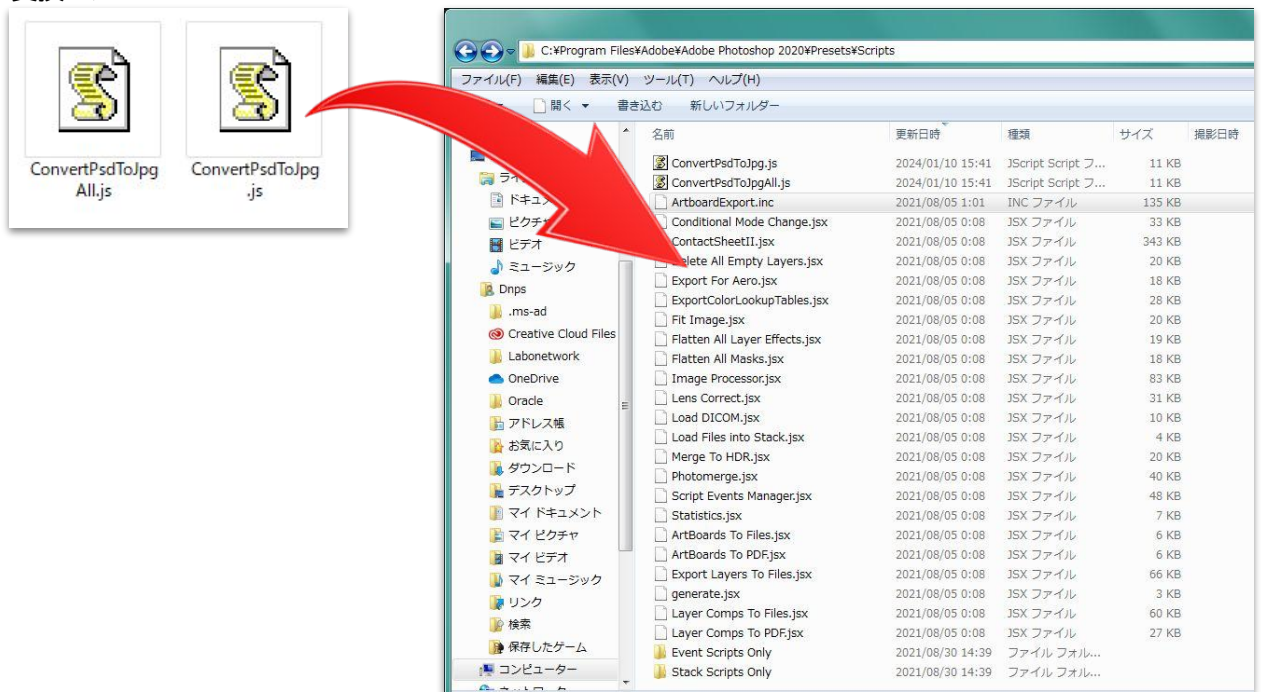 ConvertPsdToJpg
All.js
ConvertPsdToJpg
.js
C:¥Program Files¥Adobe¥Adobe Photoshop 2020¥Presets¥Scripts
ファイル(F) 編集(E) 表示(V) ツール(T) ヘルプ(H)
開く 書き込む 新しいフォルダー
名前 更新日時 種類 サイズ 撮影日時
ConvertPsdToJpg.js 2024/01/10 15:41 JScript Script フ... 11 KB
ConvertPsdToJpgAll.js 2024/01/10 15:41 JScript Script フ... 11 KB
ArtboardExport.inc 2021/08/05 1:01 INC ファイル 135 KB
Conditional Mode Change.jsx 2021/08/05 0:08 JSX ファイル 33 KB
ContactSheetII.jsx 2021/08/05 0:08 JSX ファイル 343 KB
Delete All Empty Layers.jsx 2021/08/05 0:08 JSX ファイル 20 KB
Export For Aero.jsx 2021/08/05 0:08 JSX ファイル 18 KB
ExportColorLookupTables.jsx 2021/08/05 0:08 JSX ファイル 28 KB
Fit Image.jsx 2021/08/05 0:08 JSX ファイル 20 KB
Flatten All Layer Effects.jsx 2021/08/05 0:08 JSX ファイル 19 KB
Flatten All Masks.jsx 2021/08/05 0:08 JSX ファイル 18 KB
Image Processor.jsx 2021/08/05 0:08 JSX ファイル 83 KB
Lens Correct.jsx 2021/08/05 0:08 JSX ファイル 31 KB
Load DICOM.jsx 2021/08/05 0:08 JSX ファイル 10 KB
Load Files into Stack.jsx 2021/08/05 0:08 JSX ファイル 4 KB
Merge To HDR.jsx 2021/08/05 0:08 JSX ファイル 20 KB
Photomerge.jsx 2021/08/05 0:08 JSX ファイル 40 KB
Script Events Manager.jsx 2021/08/05 0:08 JSX ファイル 48 KB
Statistics.jsx 2021/08/05 0:08 JSX ファイル 7 KB
ArtBoards To Files.jsx 2021/08/05 0:08 JSX ファイル 6 KB
ArtBoards To PDF.jsx 2021/08/05 0:08 JSX ファイル 6 KB
Export Layers To Files.jsx 2021/08/05 0:08 JSX ファイル 66 KB
generate.jsx 2021/08/05 0:08 JSX ファイル 3 KB
Layer Comps To Files.jsx 2021/08/05 0:08 JSX ファイル 60 KB
Layer Comps To PDF.jsx 2021/08/05 0:08 JSX ファイル 27 KB
Event Scripts Only 2021/08/30 14:39 ファイル フォル...
Stack Scripts Only 2021/08/30 14:39 ファイル フォル...
ライ
ドキュメ
ピクチャ
ビデオ
ミュージック
Dnps
.ms-ad
Creative Cloud Files
Labonetwork
OneDrive
Oracle
アドレス帳
お気に入り
ダウンロード
デスクトップ
マイ ドキュメント
マイ ピクチャ
マイ ビデオ
マイ ミュージック
リンク
検索
保存したゲーム
コンピューター